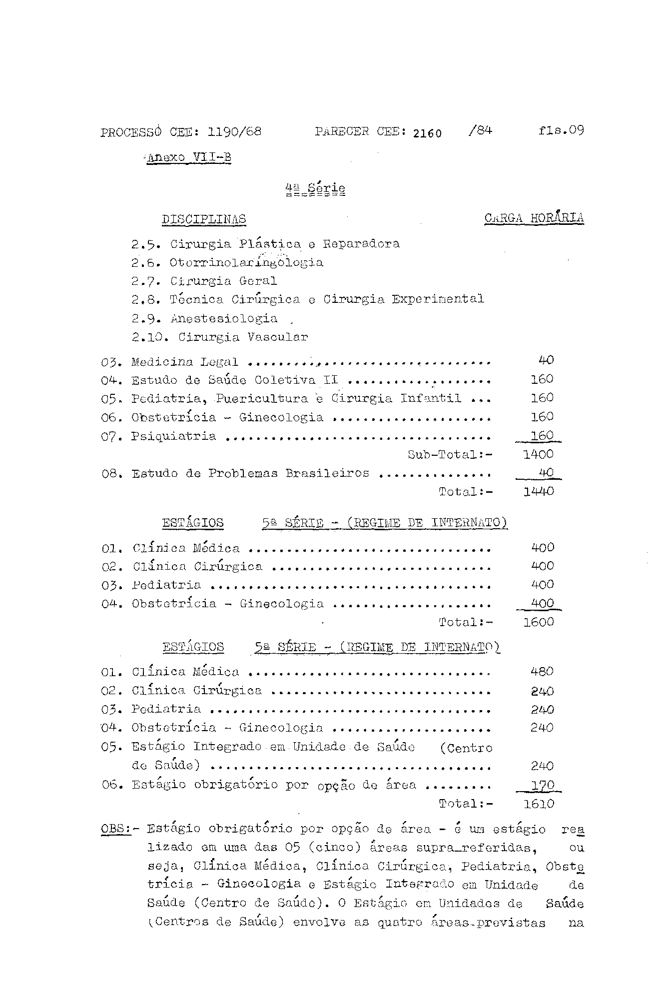 PROCESSO CEE: 1190/68 PARECER CEE: 2160 /84 fls.09
Anexo VII-B
4ª Série
DISCIPLINAS CARGA HORÁRIA
2.5. Cirurgia Plástica e Reparadora
2.6. Otorrinolaríngologia
2.7. Cirurgia Geral
2.8. Técnica Cirúrgica e Cirurgia Experimental
2.9. Anestesiologia
2.10. Cirurgia Vascular
03. Medicina Legal ................................ 40
04. Estudo de Saúde Coletiva II ................... 160
05. Pediatria, Puericultura e Cirurgia Infantil ... 160
06. Obstetrícia - Ginecologia ..................... 160
07. Psiquiatria ................................... 160
Sub-Total:- 1400
08. Estudo de Problemas Brasileiros ............... 40
Total:- 1440
ESTÁGIOS 5ª SÉRIE - (REGIME DE INTERNATO)
01. Clínica Médica ................................ 400
02. Clínica Cirúrgica ............................. 400
03. Pediatria ..................................... 400
04. Obstetrícia - Ginecologia ..................... 400
Total:- 1600
ESTÁGIOS 5ª SÉRIE - (REGIME DE INTERNATO)
01. Clínica Médica ................................ 480
02. Clínica Cirúrgica ............................. 240
03. Pediatria ..................................... 240
04. Obstetrícia - Ginecologia ..................... 240
05. Estágio Integrado em Unidade de Saúde (Centro
de Saúde) ..................................... 240
06. Estágio obrigatório por opção de área ......... 170
Total:- 1610
OBS:- Estágio obrigatório por opção de área - é um estágio rea
lizado em uma das 05 (cinco) áreas supra_referidas, ou
seja, Clínica Médica, Clínica Cirúrgica, Pediatria, Obste
trícia - Ginecologia e Estágio Integrado em Unidade de
Saúde (Centro de Saúde). O Estágio em Unidades de Saúde
(Centros de Saúde) envolve as quatro áreas previstas na